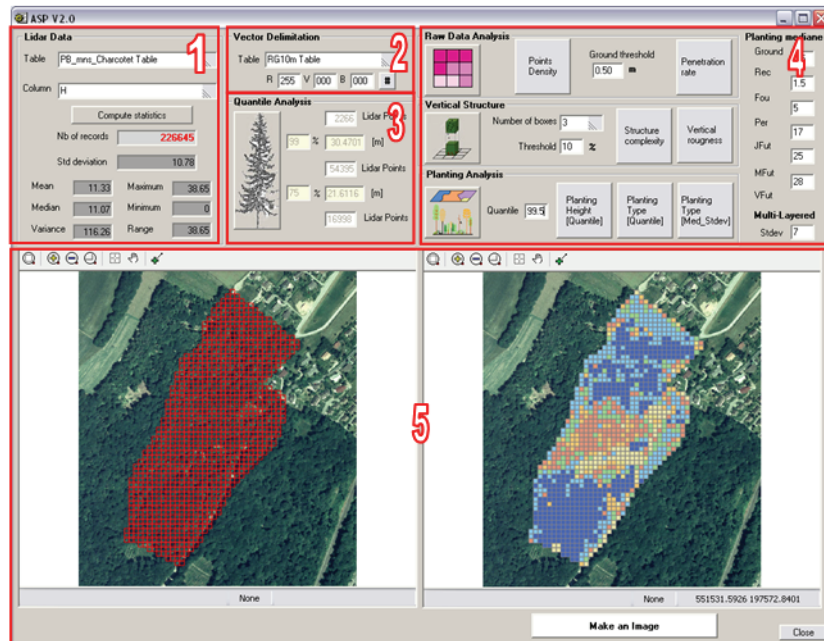 ASP V2.0
Lidar Data
1
Table PB_mns_Charcotet Table
Column H
Compute statistics
Nb of records 226645
Std deviation 10.78
Mean 11.33 Maximum 38.65
Median 11.07 Minimum 0
Variance 116.26 Range 38.65
Vector Delimitation
2
Table RG10m Table
R 255 V 000 B 000
Quantile Analysis
3
2266 Lidar Points
99 % 30.4701 [m]
54395 Lidar Points
75 % 21.6116 [m]
16998 Lidar Points
Raw Data Analysis
Points Density
Ground threshold
0.50 m
Penetration rate
Vertical Structure
Number of boxes 3
Threshold 10 %
Structure complexity
Vertical rougness
Planting Analysis
Quantile 99.5
Planting Height [Quantile]
Planting Type [Quantile]
Planting Type [Med_Stdev]
Planting mediane
4
Ground
Rec
1.5
Fou
5
Per
17
JFut
25
MFut
28
VFut
Multi-Layered
Stdev 7
5
None
None 551531.5926 197572.8401
Make an Image
Close